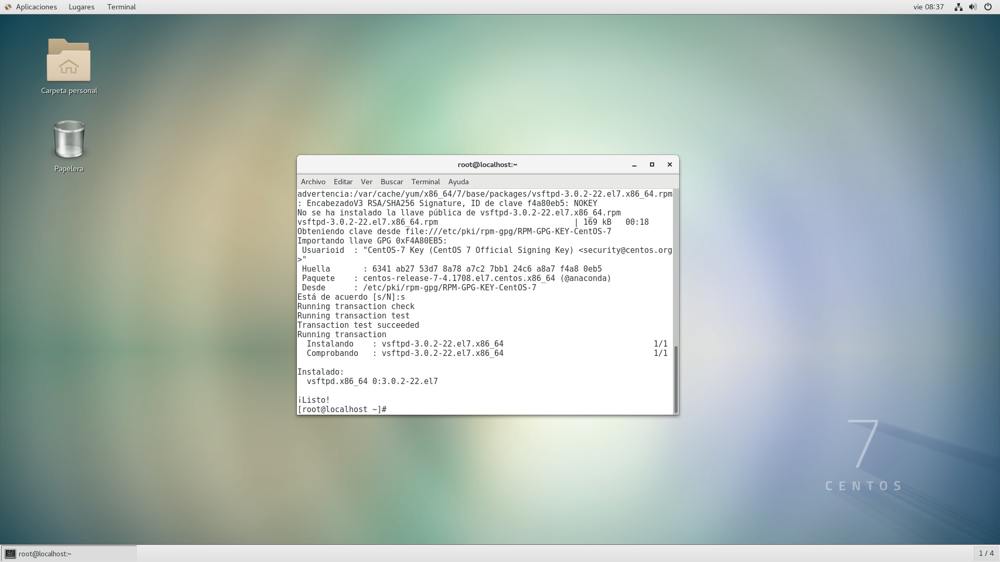 Aplicaciones Lugares Terminal vie 08:37
Carpeta personal
Papelera
root@localhost:~
Archivo Editar Ver Buscar Terminal Ayuda
advertencia:/var/cache/yum/x86_64/7/base/packages/vsftpd-3.0.2-22.el7.x86_64.rpm
: EncabezadoV3 RSA/SHA256 Signature, ID de clave f4a80eb5: NOKEY
No se ha instalado la llave pública de vsftpd-3.0.2-22.el7.x86_64.rpm
vsftpd-3.0.2-22.el7.x86_64.rpm | 169 kB 00:18
Obteniendo clave desde file:///etc/pki/rpm-gpg/RPM-GPG-KEY-CentOS-7
Importando llave GPG 0xF4A80EB5:
Usuarioid : "CentOS-7 Key (CentOS 7 Official Signing Key) <security@centos.org
>"
Huella : 6341 ab27 53d7 8a78 a7c2 7bb1 24c6 a8a7 f4a8 0eb5
Paquete : centos-release-7-4.1708.el7.centos.x86_64 (@anaconda)
Desde : /etc/pki/rpm-gpg/RPM-GPG-KEY-CentOS-7
Está de acuerdo [s/N]:s
Running transaction check
Running transaction test
Transaction test succeeded
Running transaction
Instalando : vsftpd-3.0.2-22.el7.x86_64 1/1
Comprobando : vsftpd-3.0.2-22.el7.x86_64 1/1
Instalado:
vsftpd.x86_64 0:3.0.2-22.el7
¡Listo!
[root@localhost ~]#
7
CENTOS
root@localhost:~ 1 / 4